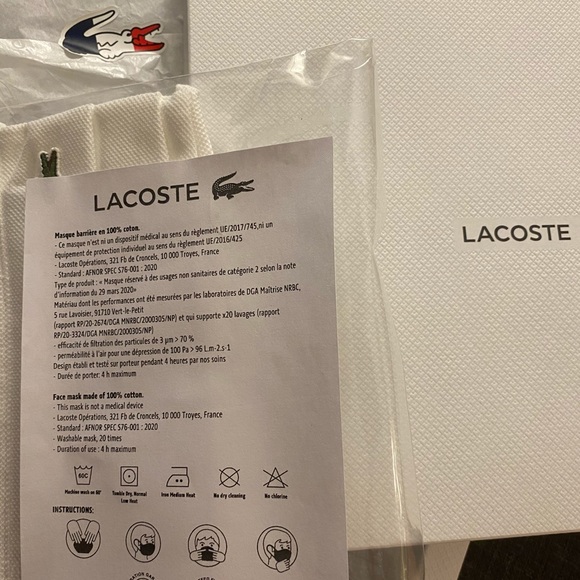 LACOSTE
LACOSTE
Masque barrière en 100% coton.
- Ce masque n'est ni un dispositif médical au sens du règlement UE/2017/745,ni un
équipement de protection individuel au sens du règlement UE/2016/425
- Lacoste Opérations, 321 Fb de Croncels, 10 000 Troyes, France
- Standard : AFNOR SPEC S76-001 : 2020
Type de produit : « Masque réservé à des usages non sanitaires de catégorie 2 selon la note
d'information du 29 mars 2020»
Matériau dont les performances ont été mesurées par les laboratoires de DGA Maîtrise NRBC,
5 rue Lavoisier, 91710 Vert-le-Petit
(rapport RP/20-2674/DGA MNRBC/2000305/NP) et qui supporte x20 lavages (rapport
RP/20-3324/DGA MNRBC/2000305/NP)
- efficacité de filtration des particules de 3 µm > 70 %
- perméabilité à l'air pour une dépression de 100 Pa > 96 L.m-2.s-1
Design établi et testé sur porteur pendant 4 heures par nos soins
- Durée de porter: 4 h maximum
Face mask made of 100% cotton.
- This mask is not a medical device
- Lacoste Opérations, 321 Fb de Croncels, 10 000 Troyes, France
- Standard : AFNOR SPEC S76-001 : 2020
- Washable mask, 20 times
- Duration of use : 4 h maximum
60C
Machine wash on 60°
Tumble Dry, Normal
Low Heat
Iron Medium Heat
No dry cleaning
No chlorine
INSTRUCTIONS: